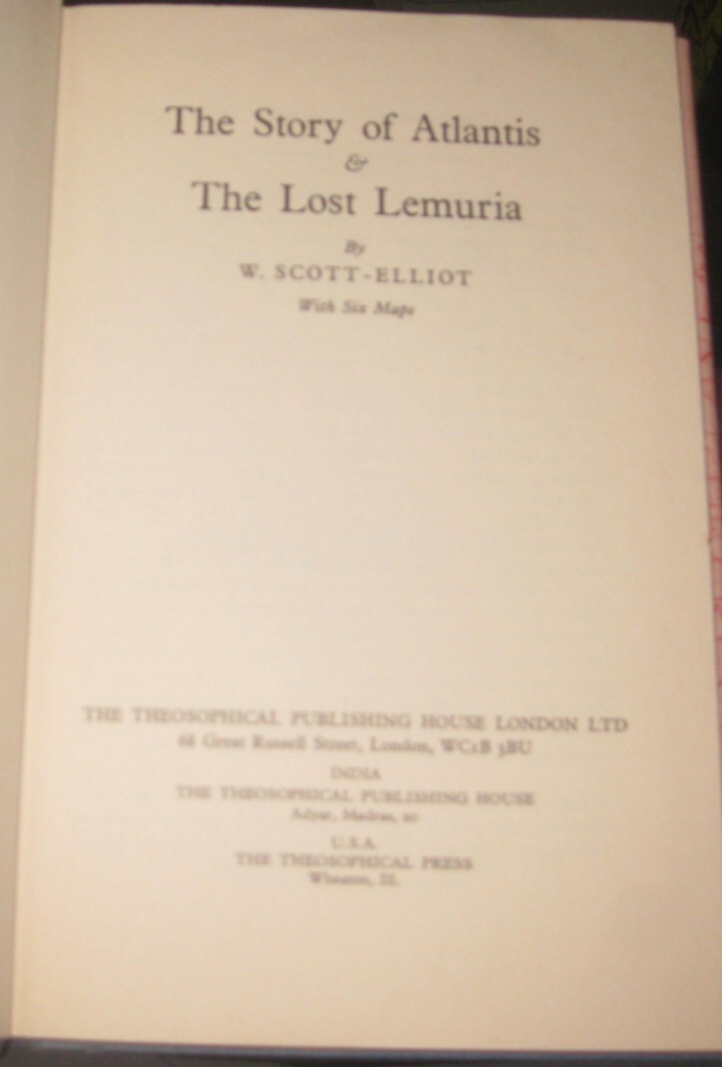 The Story of Atlantis
&
The Lost Lemuria
By
W. SCOTT-ELLIOT
With Six Maps
THE THEOSOPHICAL PUBLISHING HOUSE LONDON LTD
68 Great Russell Street, London, WC1B 3BU
INDIA
THE THEOSOPHICAL PUBLISHING HOUSE
Adyar, Madras, 20
U.S.A.
THE THEOSOPHICAL PRESS
Wheaton, Ill.